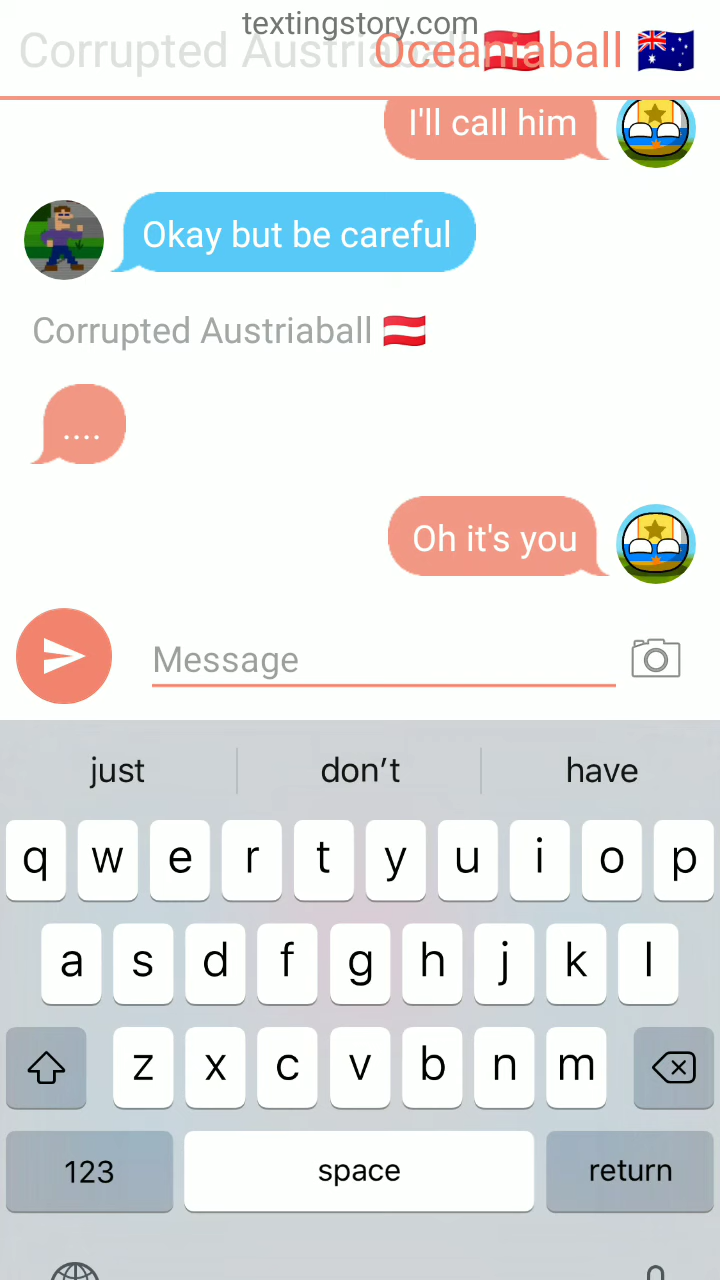 textingstory.com
Corrupted Austriaball 🇦🇹 Oceaniaball 🇦🇺
I'll call him
Okay but be careful
Corrupted Austriaball 🇦🇹
....
Oh it's you
Message
just don't have
q w e r t y u i o p
a s d f g h j k l
z x c v b n m
123 space return